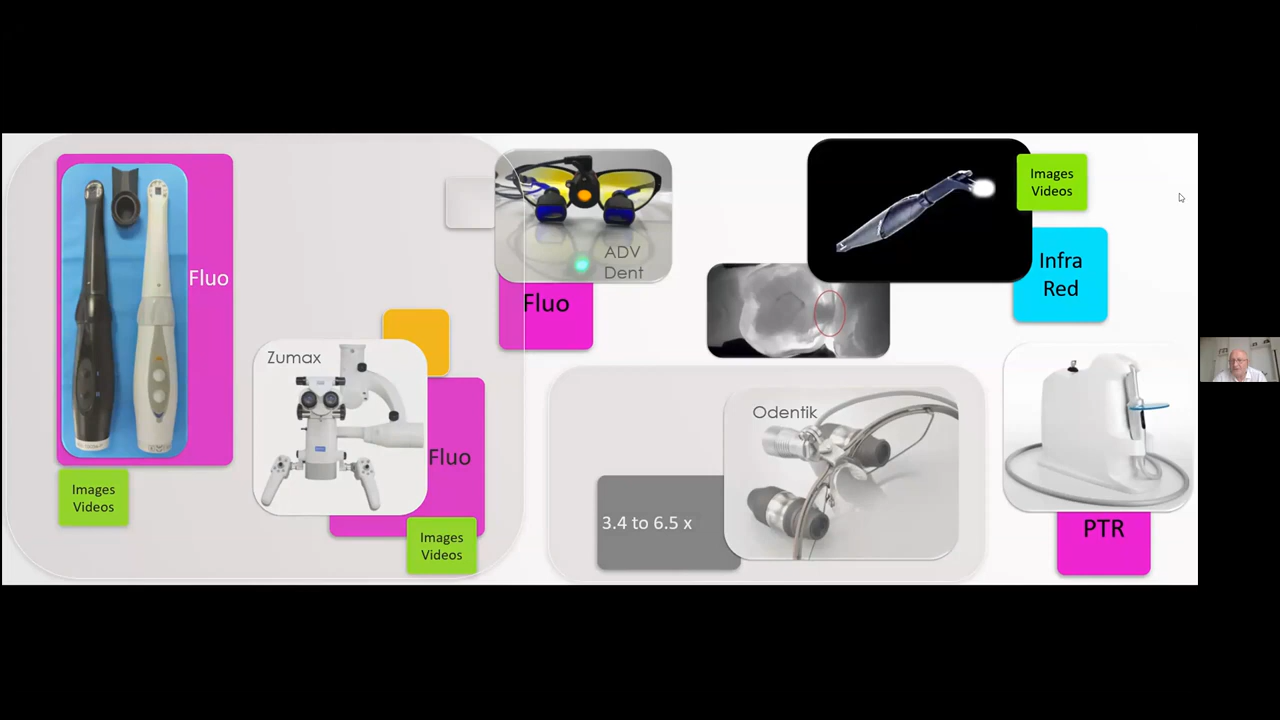 Fluo
Images
Videos
Zumax
Fluo
Images
Videos
ADV
Dent
Fluo
Images
Videos
Infra
Red
Odentik
3.4 to 6.5 x
PTR